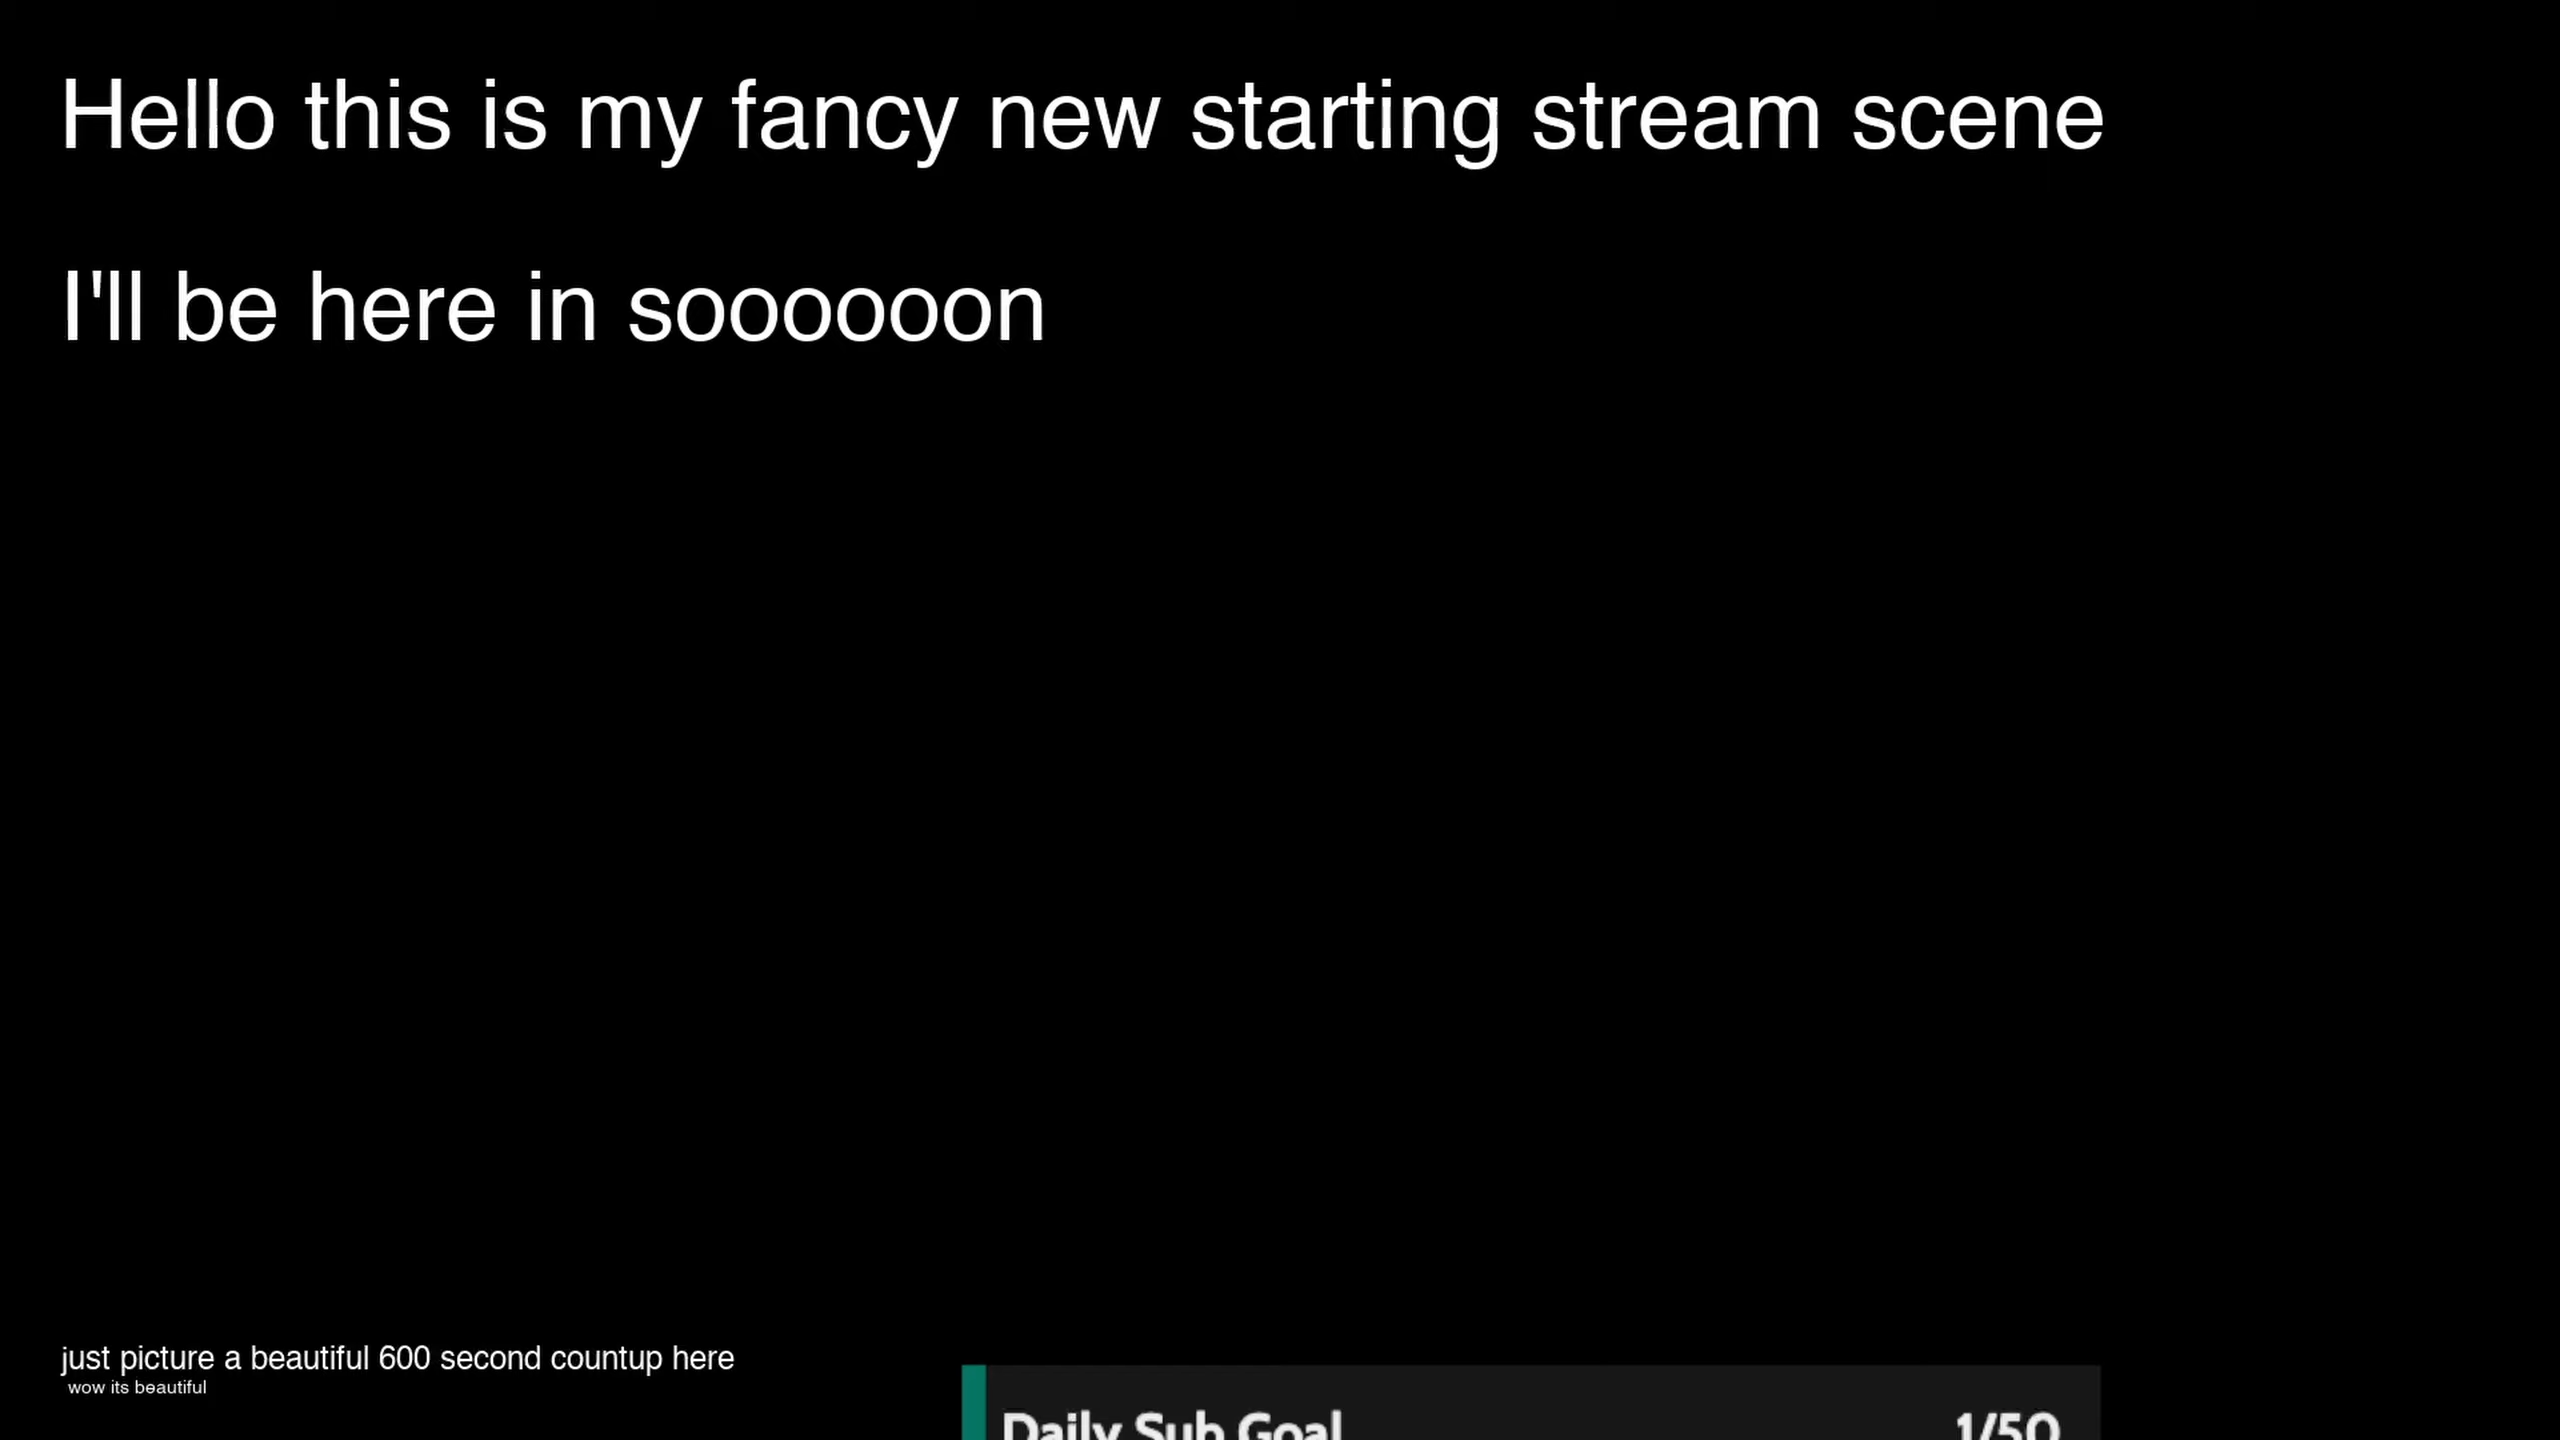 Hello this is my fancy new starting stream scene
I'll be here in sooooooon
just picture a beautiful 600 second countup here
wow its beautiful
Daily Sub Goal 1/50